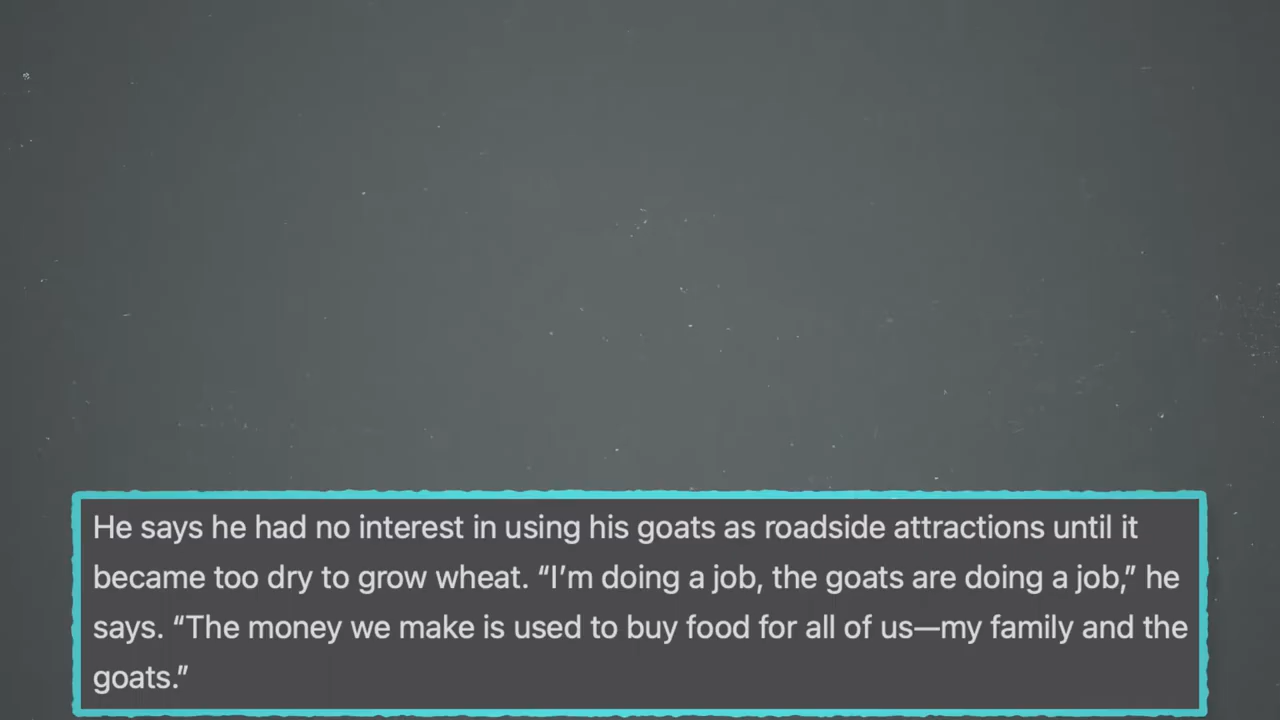 He says he had no interest in using his goats as roadside attractions until it
became too dry to grow wheat. “I’m doing a job, the goats are doing a job,” he
says. “The money we make is used to buy food for all of us—my family and the
goats.”